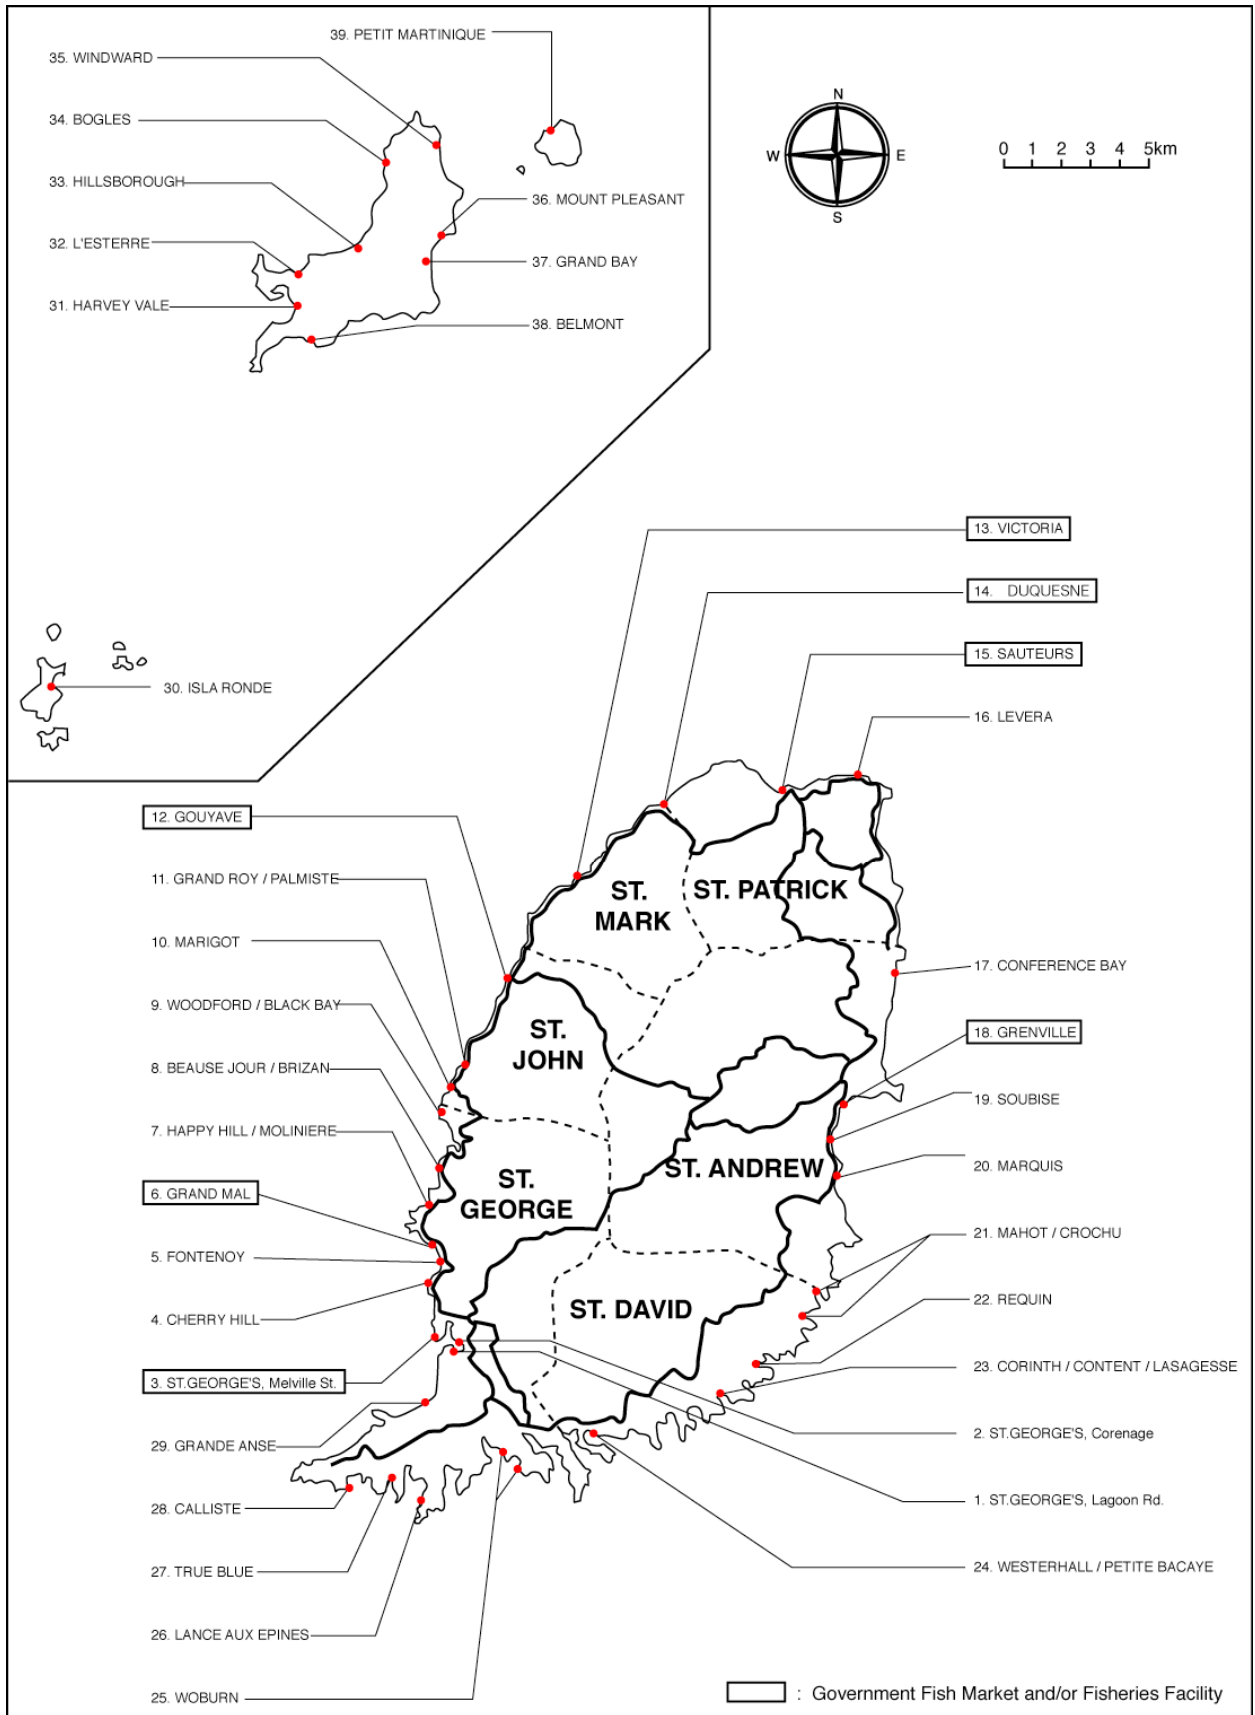 39. PETIT MARTINIQUE
35. WINDWARD
34. BOGLES
33. HILLSBOROUGH
32. L'ESTERRE
31. HARVEY VALE
36. MOUNT PLEASANT
37. GRAND BAY
38. BELMONT
N
W
E
S
0 1 2 3 4 5km
30. ISLA RONDE
13. VICTORIA
14. DUQUESNE
15. SAUTEURS
16. LEVERA
12. GOUYAVE
11. GRAND ROY / PALMISTE
10. MARIGOT
9. WOODFORD / BLACK BAY
8. BEAUSE JOUR / BRIZAN
7. HAPPY HILL / MOLINIERE
6. GRAND MAL
5. FONTENOY
4. CHERRY HILL
3. ST.GEORGE'S, Melville St.
29. GRANDE ANSE
28. CALLISTE
27. TRUE BLUE
26. LANCE AUX EPINES
25. WOBURN
ST.
MARK
ST. PATRICK
ST.
JOHN
ST.
GEORGE
ST. ANDREW
ST. DAVID
17. CONFERENCE BAY
18. GRENVILLE
19. SOUBISE
20. MARQUIS
21. MAHOT / CROCHU
22. REQUIN
23. CORINTH / CONTENT / LASAGESSE
2. ST.GEORGE'S, Corenage
1. ST.GEORGE'S, Lagoon Rd.
24. WESTERHALL / PETITE BACAYE
: Government Fish Market and/or Fisheries Facility